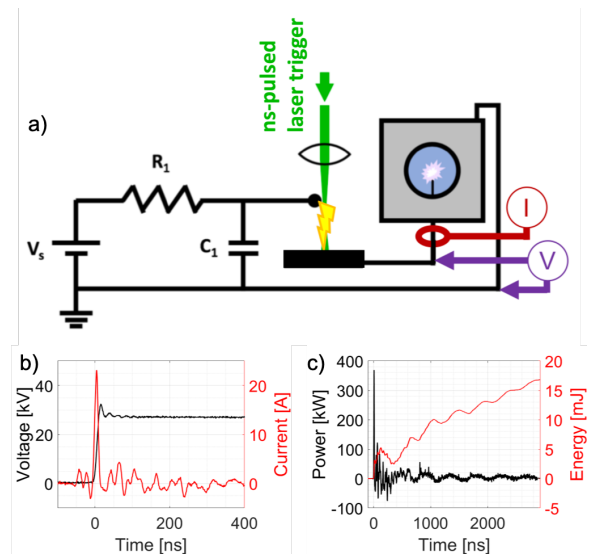 a)
ns-pulsed
laser trigger
R1
C1
Vs
I
V
b)
Voltage [kV]
60
40
20
0
Current [A]
20
10
0
0 100 200 300 400
Time [ns]
c)
Power [kW]
400
300
200
100
0
-100
Energy [mJ]
20
15
10
5
0
-5
0 1000 2000
Time [ns]